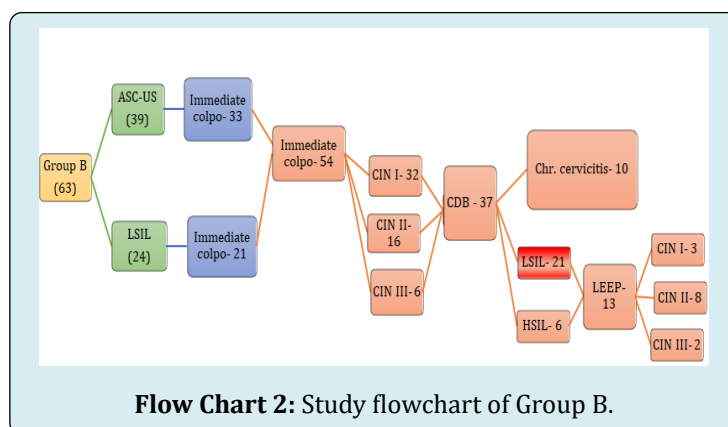 Group B
(63)
ASC-US
(39)
LSIL
(24)
Immediate
colpo- 33
Immediate
colpo- 21
Immediate
colpo- 54
CIN I- 32
CIN II-
16
CIN III- 6
CDB - 37
Chr. cervicitis- 10
LSIL- 21
HSIL- 6
LEEP-
13
CIN I- 3
CIN II- 8
CIN III- 2
Flow Chart 2: Study flowchart of Group B.